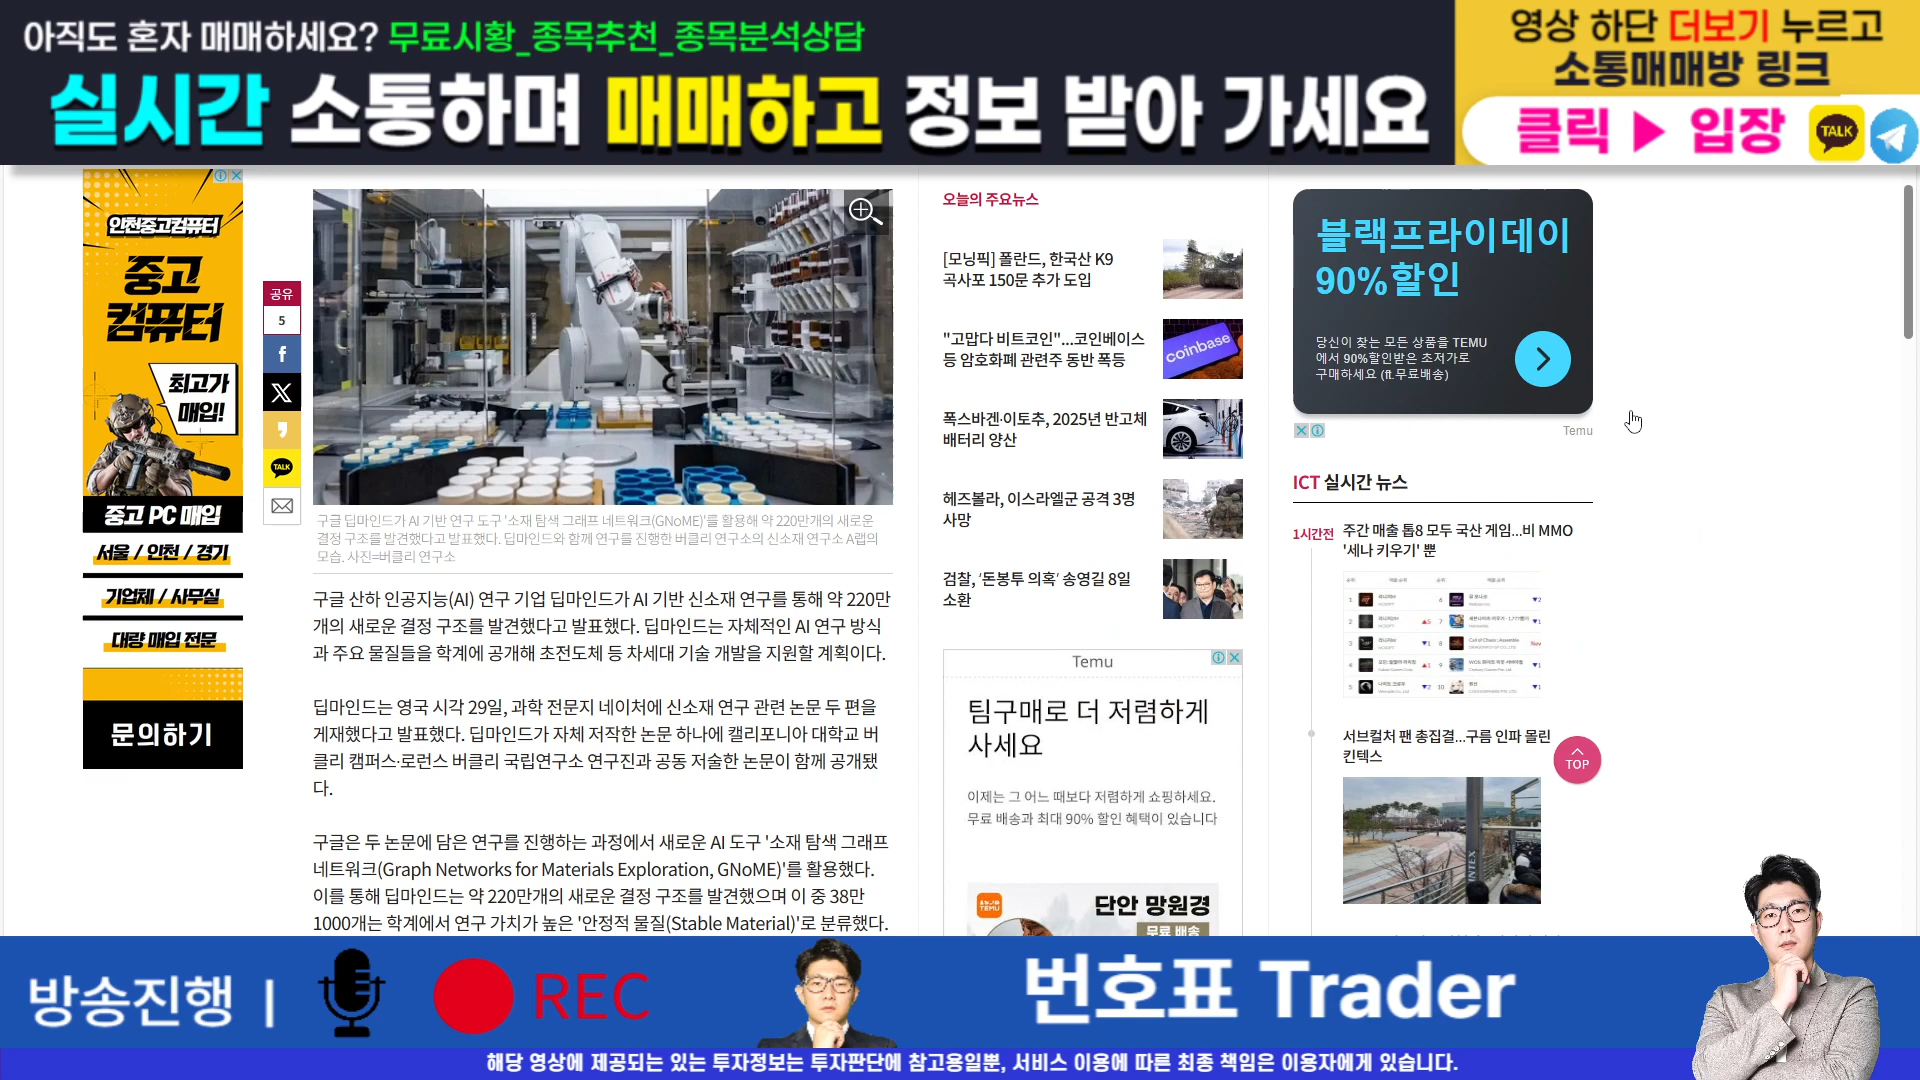 아직도 혼자 매매하세요? 무료시황_종목추천_종목분석상담
실시간 소통하며 매매하고 정보 받아 가세요
영상 하단 더보기 누르고
소통매매방 링크
클릭 ▶ 입장
TALK
인천중고컴퓨터
중고
컴퓨터
최고가
매입!
중고 PC 매입
서울 / 인천 / 경기
기업체 / 사무실
대량 매입 전문
문의하기
공유
5
TALK
구글 딥마인드가 AI 기반 연구 도구 '소재 탐색 그래프 네트워크(GNoME)'를 활용해 약 220만개의 새로운
결정 구조를 발견했다고 발표했다. 딥마인드와 함께 연구를 진행한 버클리 연구소의 신소재 연구소 A랩의
모습. 사진=버클리 연구소
구글 산하 인공지능(AI) 연구 기업 딥마인드가 AI 기반 신소재 연구를 통해 약 220만
개의 새로운 결정 구조를 발견했다고 발표했다. 딥마인드는 자체적인 AI 연구 방식
과 주요 물질들을 학계에 공개해 초전도체 등 차세대 기술 개발을 지원할 계획이다.
딥마인드는 영국 시각 29일, 과학 전문지 네이처에 신소재 연구 관련 논문 두 편을
게재했다고 발표했다. 딥마인드가 자체 저작한 논문 하나에 캘리포니아 대학교 버
클리 캠퍼스·로런스 버클리 국립연구소 연구진과 공동 저술한 논문이 함께 공개됐
다.
구글은 두 논문에 담은 연구를 진행하는 과정에서 새로운 AI 도구 '소재 탐색 그래프
네트워크(Graph Networks for Materials Exploration, GNoME)'를 활용했다.
이를 통해 딥마인드는 약 220만개의 새로운 결정 구조를 발견했으며 이 중 38만
1000개는 학계에서 연구 가치가 높은 '안정적 물질(Stable Material)'로 분류했다.
오늘의 주요뉴스
[모닝픽] 폴란드, 한국산 K9
곡사포 150문 추가 도입
"고맙다 비트코인"...코인베이스
등 암호화폐 관련주 동반 폭등
coinbase
폭스바겐·이토추, 2025년 반고체
배터리 양산
헤즈볼라, 이스라엘군 공격 3명
사망
검찰, '돈봉투 의혹' 송영길 8일
소환
Temu
팀구매로 더 저렴하게
사세요
이제는 그 어느 때보다 저렴하게 쇼핑하세요.
무료 배송과 최대 90% 할인 혜택이 있습니다
TEMU
단안 망원경
무료 배송
블랙프라이데이
90%할인
당신이 찾는 모든 상품을 TEMU
에서 90%할인받은 초저가로
구매하세요 (ft.무료배송)
Temu
ICT 실시간 뉴스
1시간전
주간 매출 톱8 모두 국산 게임...비 MMO
'세나 키우기' 뿐
서브컬처 팬 총집결...구름 인파 몰린
킨텍스
TOP
방송진행 |
REC
번호표 Trader
해당 영상에 제공되는 있는 투자정보는 투자판단에 참고용일뿐, 서비스 이용에 따른 최종 책임은 이용자에게 있습니다.